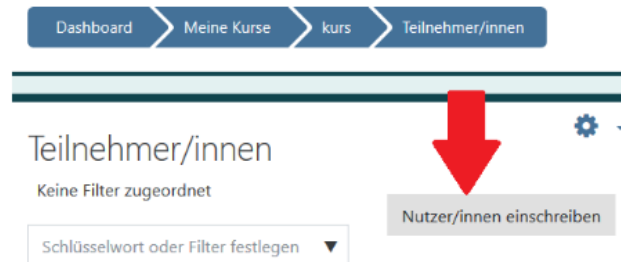 Dashboard Meine Kurse kurs Teilnehmer/innen
Teilnehmer/innen
Keine Filter zugeordnet
Nutzer/innen einschreiben
Schlüsselwort oder Filter festlegen